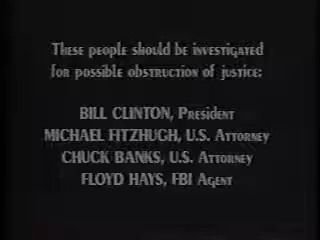 These people should be investigated
for possible obstruction of justice:
BILL CLINTON, President
MICHAEL FITZHUGH, U.S. Attorney
CHUCK BANKS, U.S. Attorney
FLOYD HAYS, FBI Agent